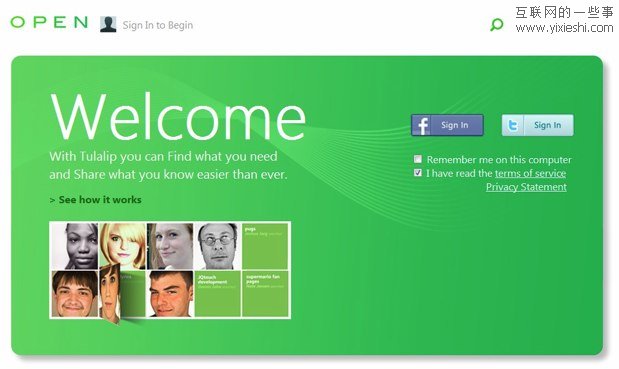 互联网的一些事
www.yixieshi.com
OPEN
Sign In to Begin
Welcome
With Tulalip you can Find what you need
and Share what you know easier than ever.
> See how it works
f Sign In
t Sign In
Remember me on this computer
I have read the terms of service
Privacy Statement
pugs
JQtouch
development
supermario fan
pages